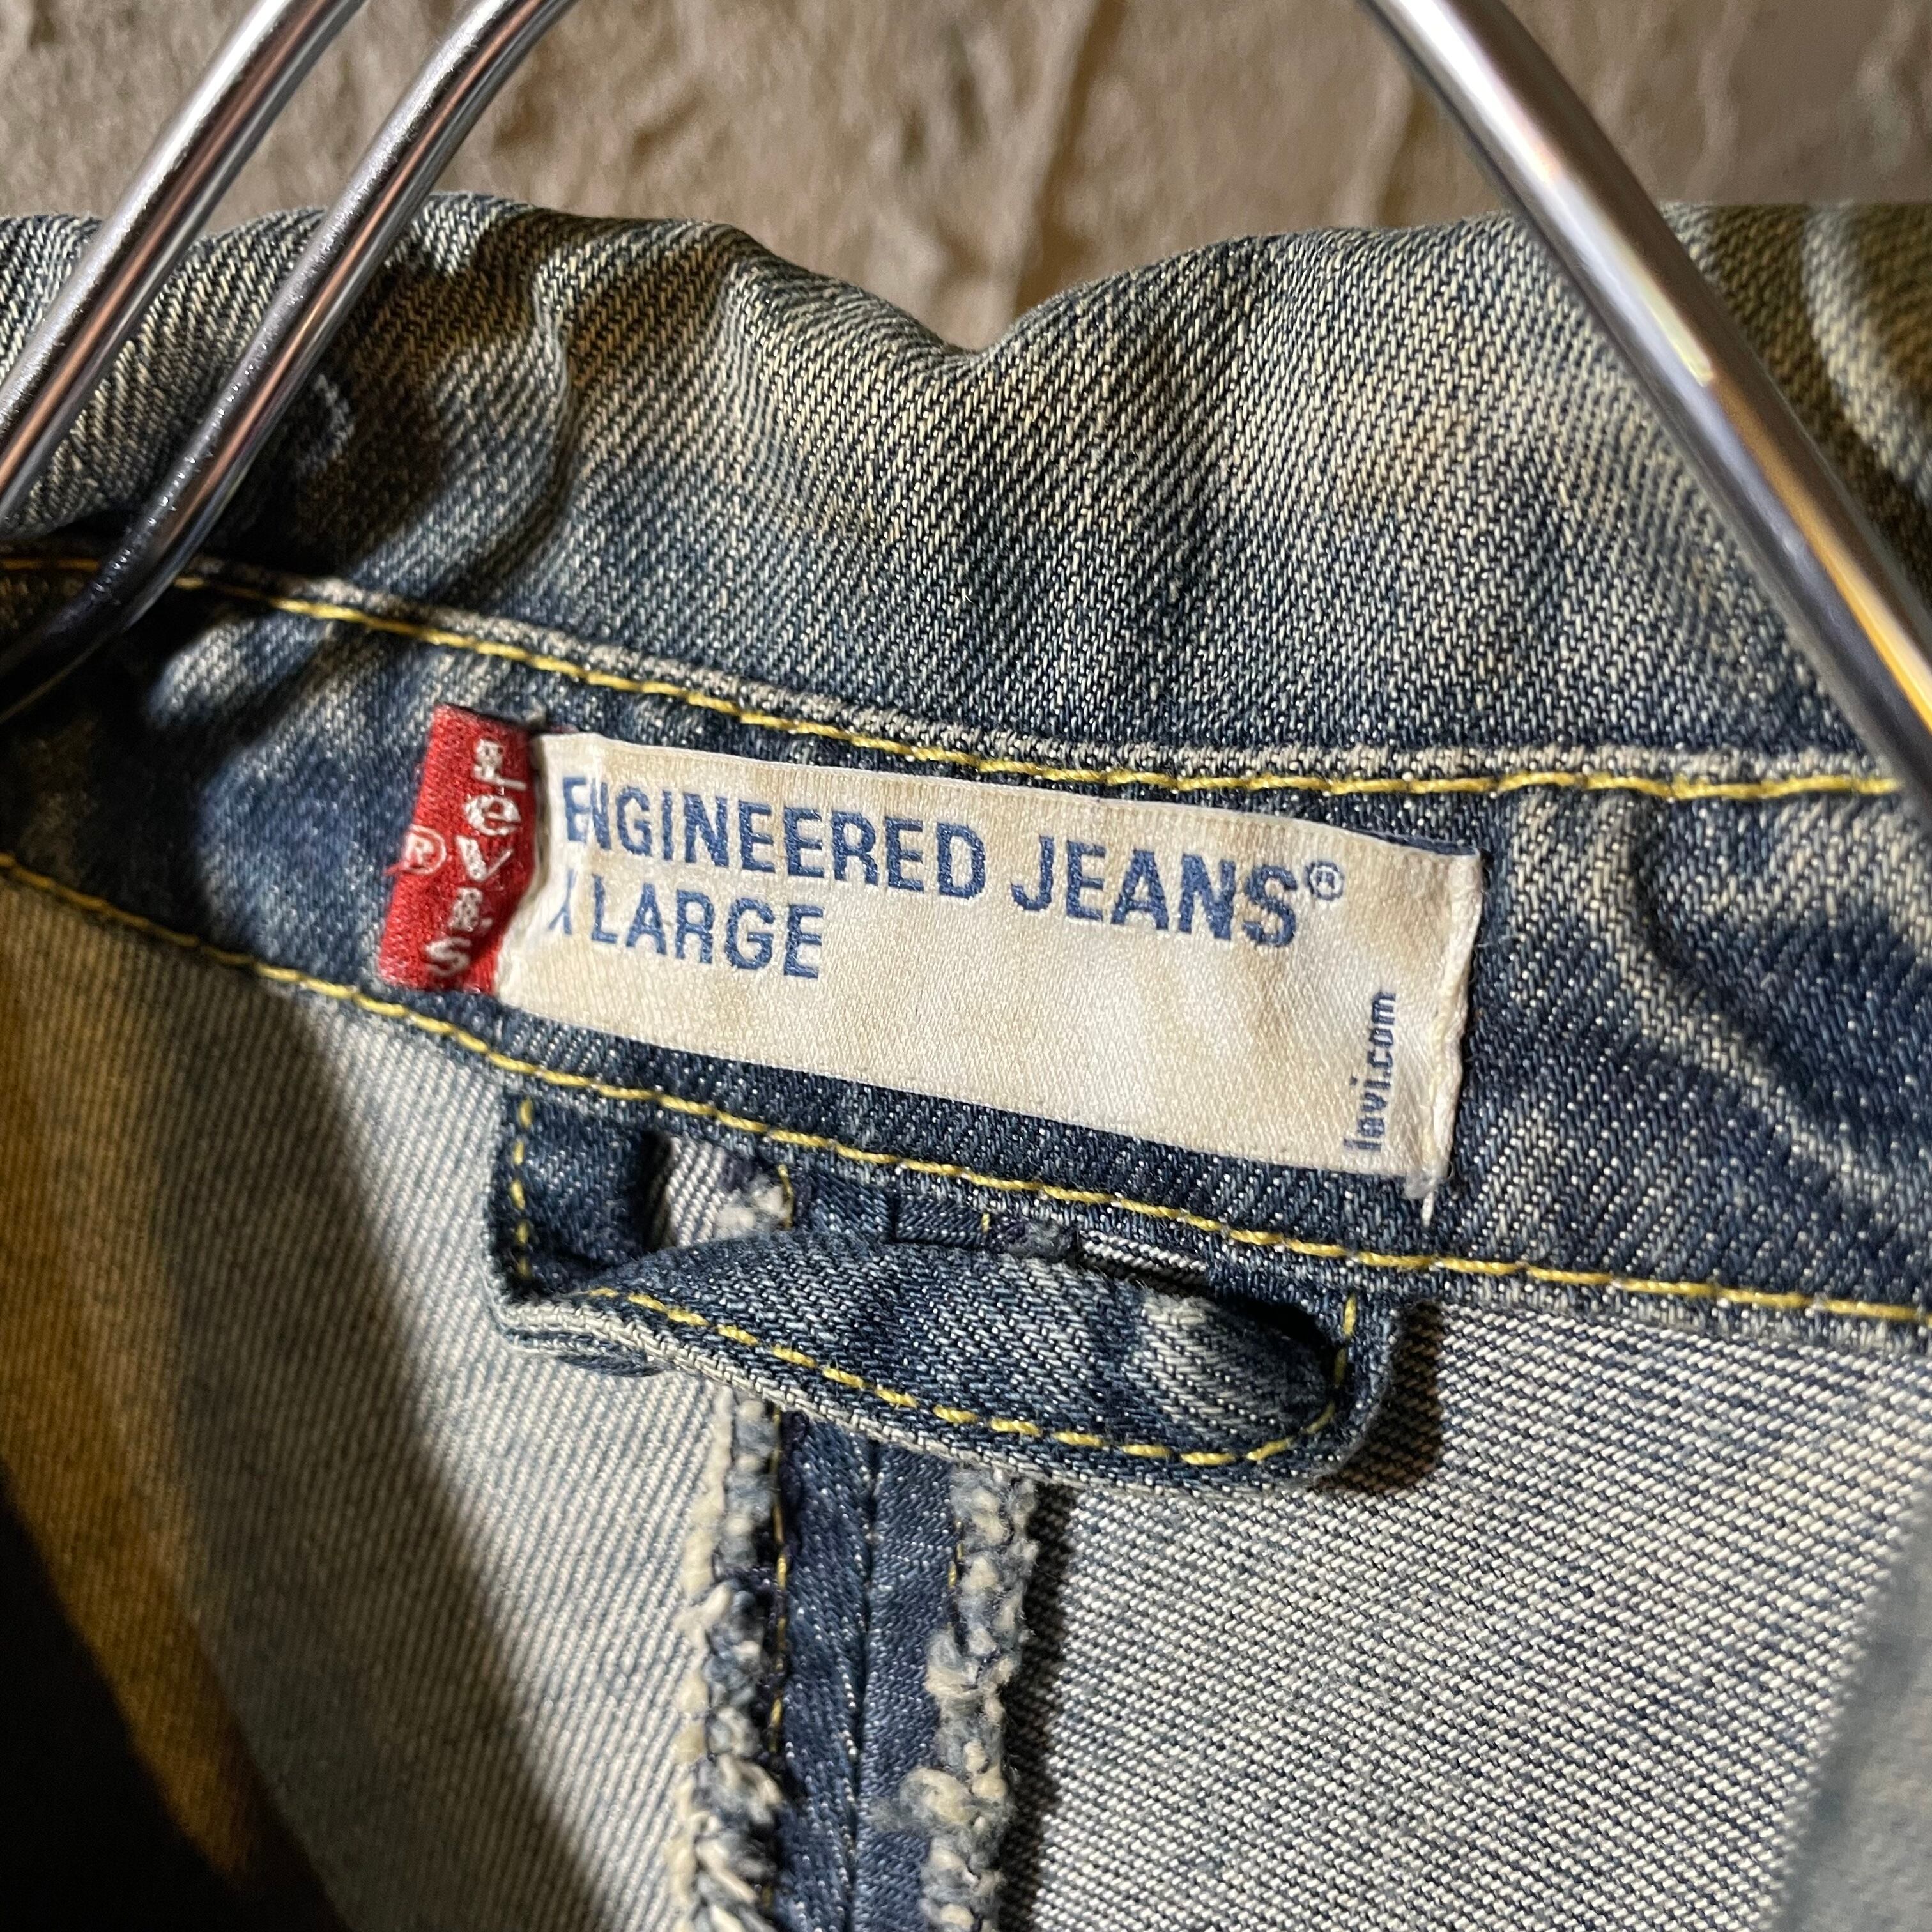 LEVI'S
®
ENGINEERED JEANS®
X LARGE
levi.com